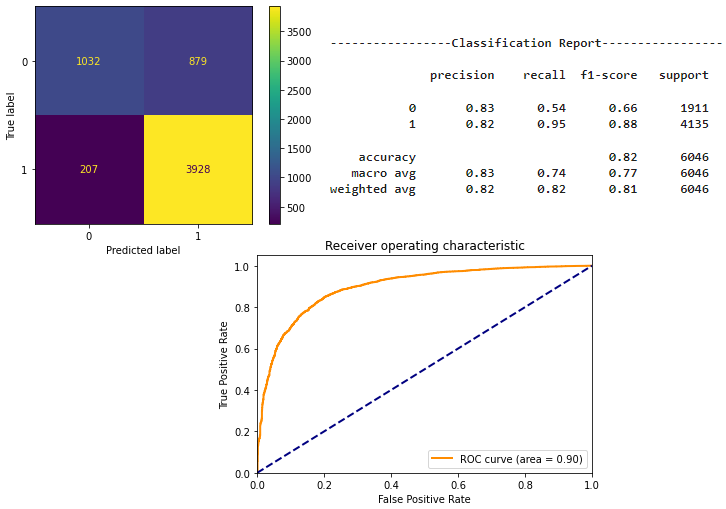 3500
3000
2500
2000
1500
1000
500
0
1
True label
1032 879
207 3928
0 1
Predicted label
-----------------Classification Report-----------------
precision recall f1-score support
0 0.83 0.54 0.66 1911
1 0.82 0.95 0.88 4135
accuracy 0.82 6046
macro avg 0.83 0.74 0.77 6046
weighted avg 0.82 0.82 0.81 6046
Receiver operating characteristic
1.0
0.8
0.6
0.4
0.2
0.0
True Positive Rate
ROC curve (area = 0.90)
0.0 0.2 0.4 0.6 0.8 1.0
False Positive Rate